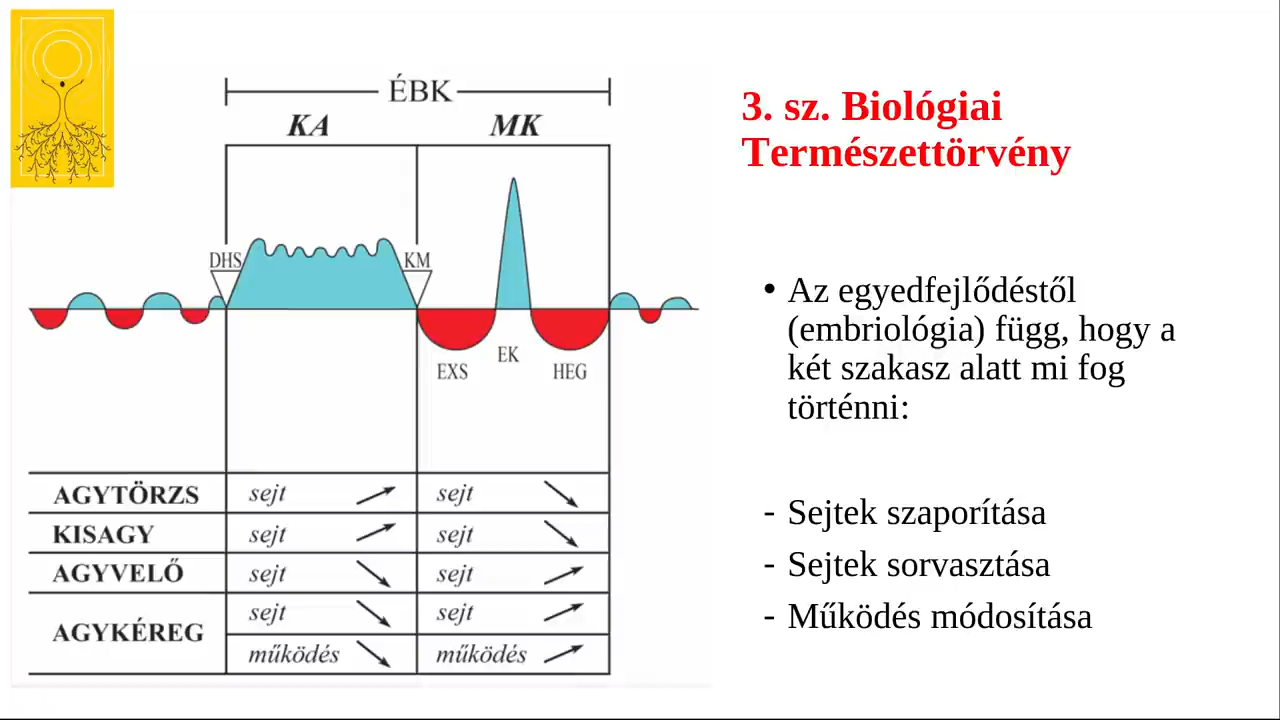 ÉBK
KA MK
DHS KM
EXS EK HEG
AGYTÖRZS sejt sejt
KISAGY sejt sejt
AGYVELŐ sejt sejt
AGYKÉREG sejt sejt
működés működés
3. sz. Biológiai
Természettörvény
• Az egyedfejlődéstől
(embriológia) függ, hogy a
két szakasz alatt mi fog
történni:
- Sejtek szaporítása
- Sejtek sorvasztása
- Működés módosítása